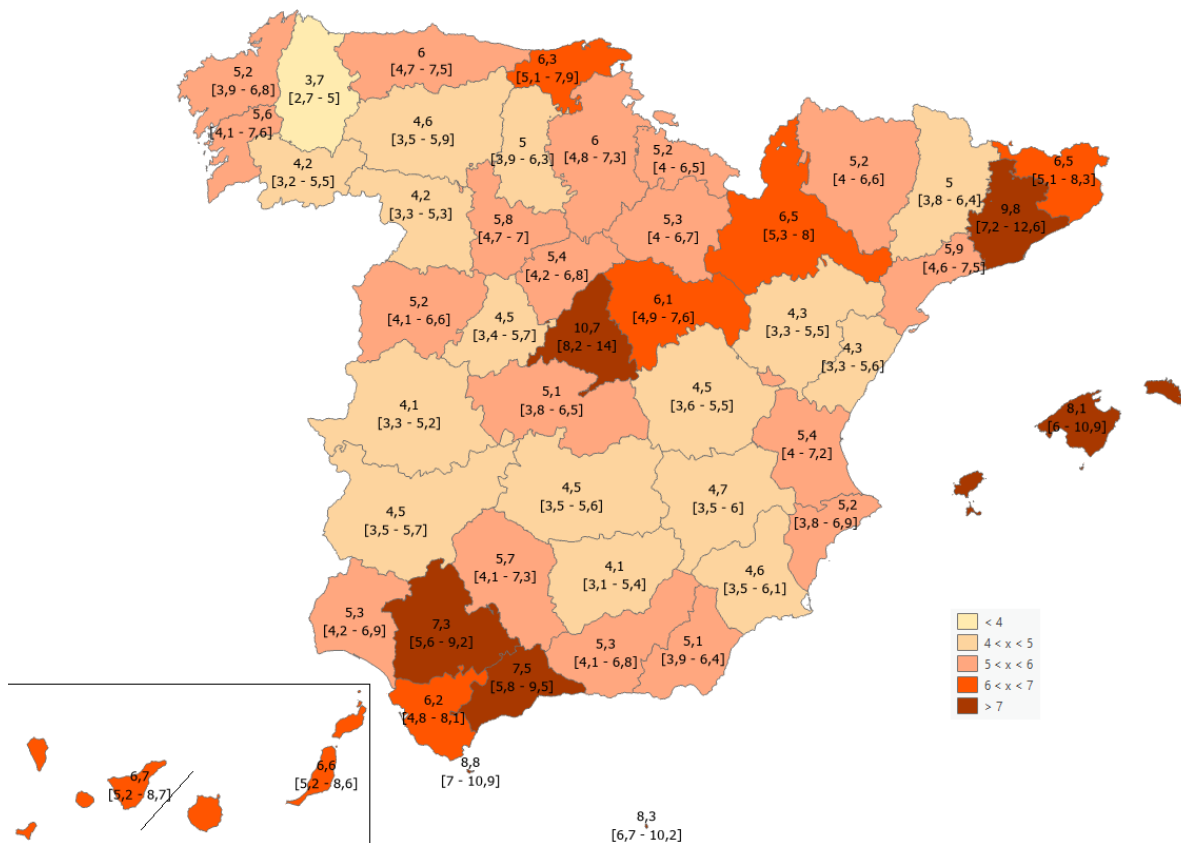 6
[4,7 - 7,5]
6,3
[5,1 - 7,9]
5,2
[3,9 - 6,8]
3,7
[2,7 - 5]
5,6
[4,1 - 7,6]
4,6
[3,5 - 5,9]
5
[3,9 - 6,3]
6
[4,8 - 7,3]
5,2
[4 - 6,5]
5,2
[4 - 6,6]
5
[3,8 - 6,4]
6,5
[5,1 - 8,3]
4,2
[3,2 - 5,5]
4,2
[3,3 - 5,3]
5,8
[4,7 - 7]
5,3
[4 - 6,7]
6,5
[5,3 - 8]
9,8
[7,2 - 12,6]
5,9
[4,6 - 7,5]
5,4
[4,2 - 6,8]
5,2
[4,1 - 6,6]
4,5
[3,4 - 5,7]
10,7
[8,2 - 14]
6,1
[4,9 - 7,6]
4,3
[3,3 - 5,5]
4,3
[3,3 - 5,6]
4,1
[3,3 - 5,2]
5,1
[3,8 - 6,5]
4,5
[3,6 - 5,5]
8,1
[6 - 10,9]
5,4
[4 - 7,2]
4,5
[3,5 - 5,7]
4,5
[3,5 - 5,6]
4,7
[3,5 - 6]
5,2
[3,8 - 6,9]
5,7
[4,1 - 7,3]
4,1
[3,1 - 5,4]
4,6
[3,5 - 6,1]
5,3
[4,2 - 6,9]
7,3
[5,6 - 9,2]
5,3
[4,1 - 6,8]
5,1
[3,9 - 6,4]
7,5
[5,8 - 9,5]
6,2
[4,8 - 8,1]
8,8
[7 - 10,9]
8,3
[6,7 - 10,2]
6,7
[5,2 - 8,7]
6,6
[5,2 - 8,6]
< 4
4 < x < 5
5 < x < 6
6 < x < 7
> 7